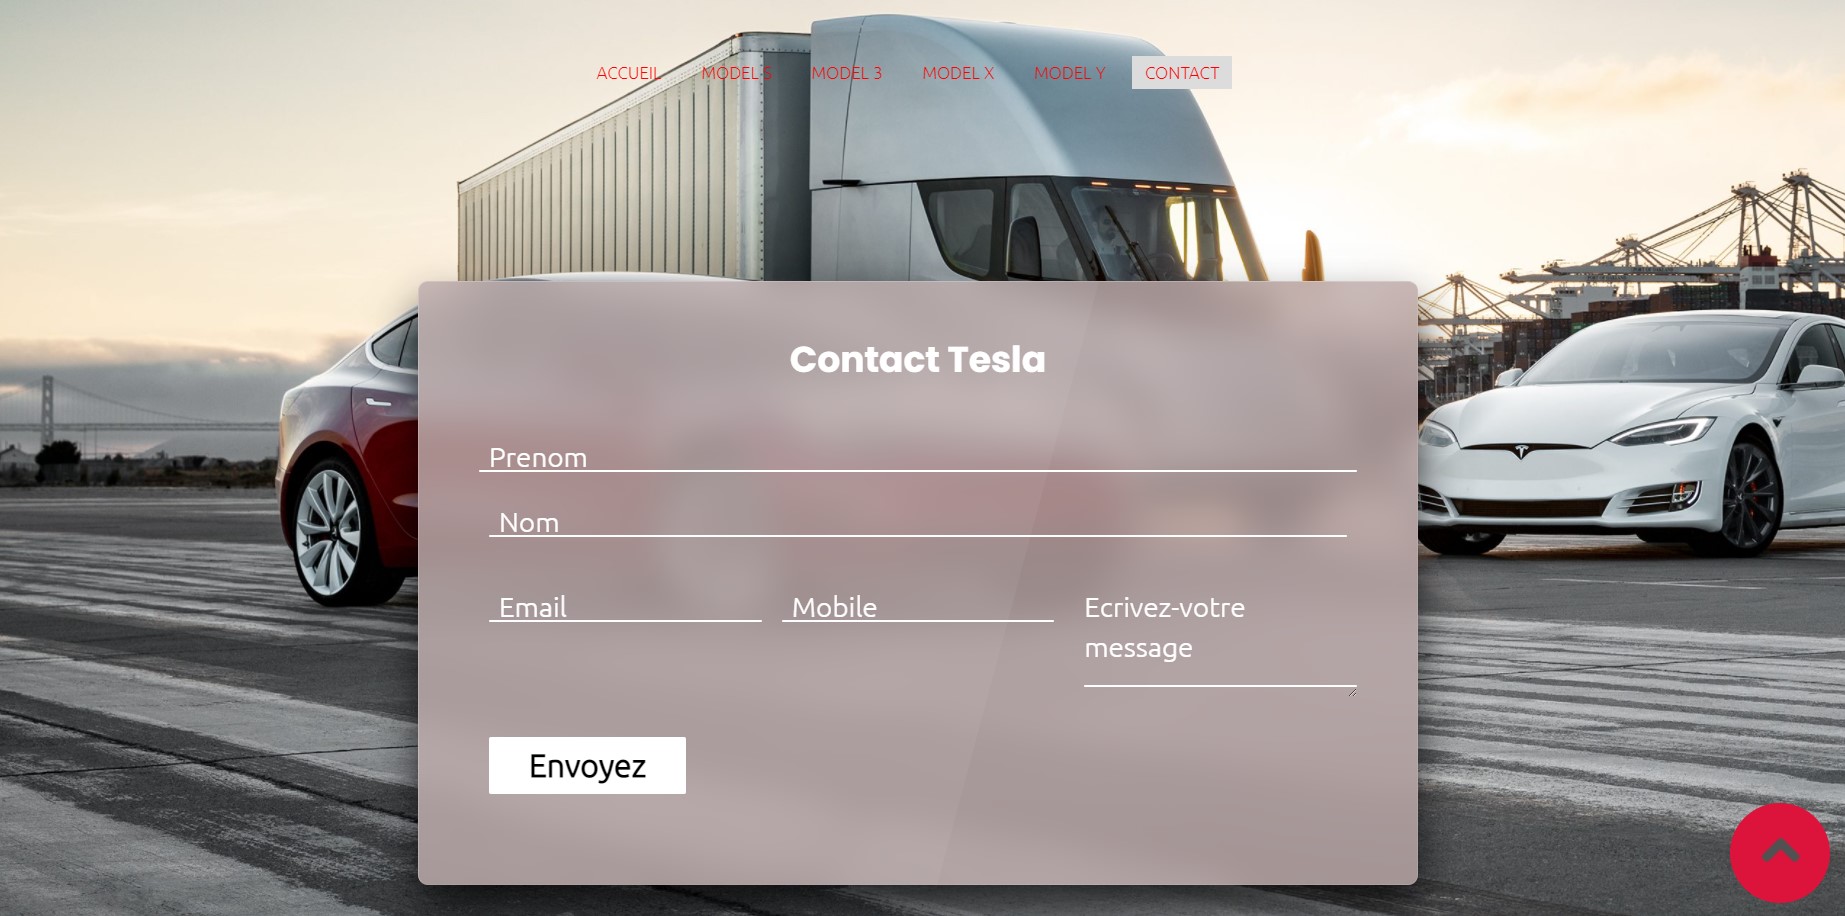 ACCUEIL MODEL S MODEL 3 MODEL X MODEL Y CONTACT
Contact Tesla
Prenom
Nom
Email Mobile Ecrivez-votre
message
Envoyez